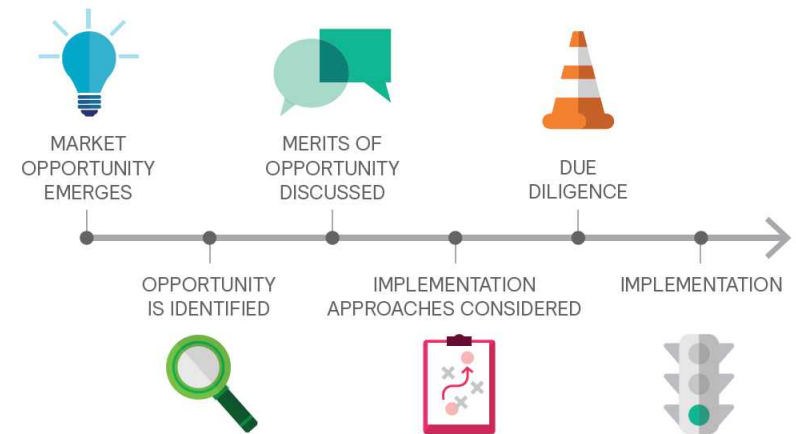 MARKET
OPPORTUNITY
EMERGES
OPPORTUNITY
IS IDENTIFIED
MERITS OF
OPPORTUNITY
DISCUSSED
IMPLEMENTATION
APPROACHES CONSIDERED
DUE
DILIGENCE
IMPLEMENTATION